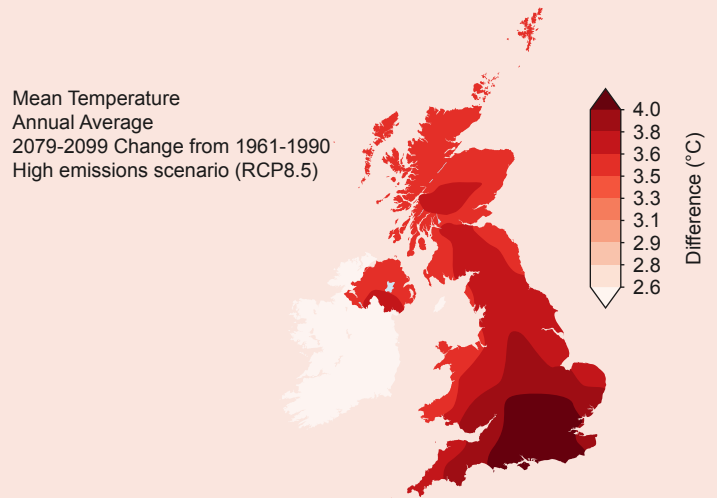 Mean Temperature
Annual Average
2079-2099 Change from 1961-1990
High emissions scenario (RCP8.5)
4.0
3.8
3.6
3.5
3.3
3.1
2.9
2.8
2.6
Difference (°C)